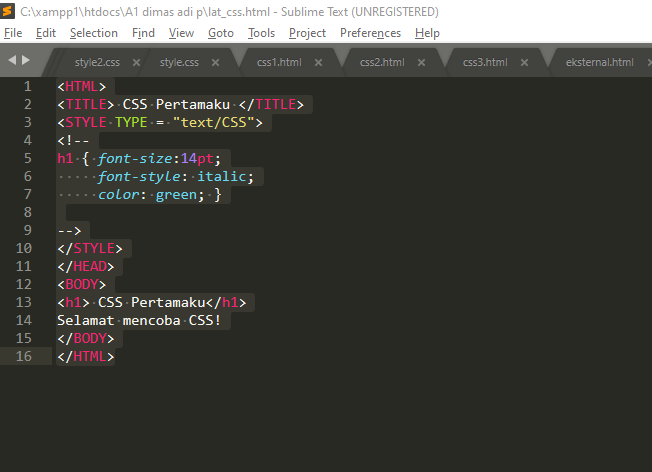 C:\xampp1\htdocs\A1 dimas adi p\lat_css.html - Sublime Text (UNREGISTERED)
File Edit Selection Find View Goto Tools Project Preferences Help
style2.css × style.css × css1.html × css2.html × css3.html × eksternal.html ×
1 <HTML>
2 <TITLE> CSS Pertamaku </TITLE>
3 <STYLE TYPE = "text/CSS">
4 <!--
5 h1 { font-size:14pt;
6      font-style: italic;
7      color: green; }
8
9 -->
10 </STYLE>
11 </HEAD>
12 <BODY>
13 <h1> CSS Pertamaku</h1>
14 Selamat mencoba CSS!
15 </BODY>
16 </HTML>